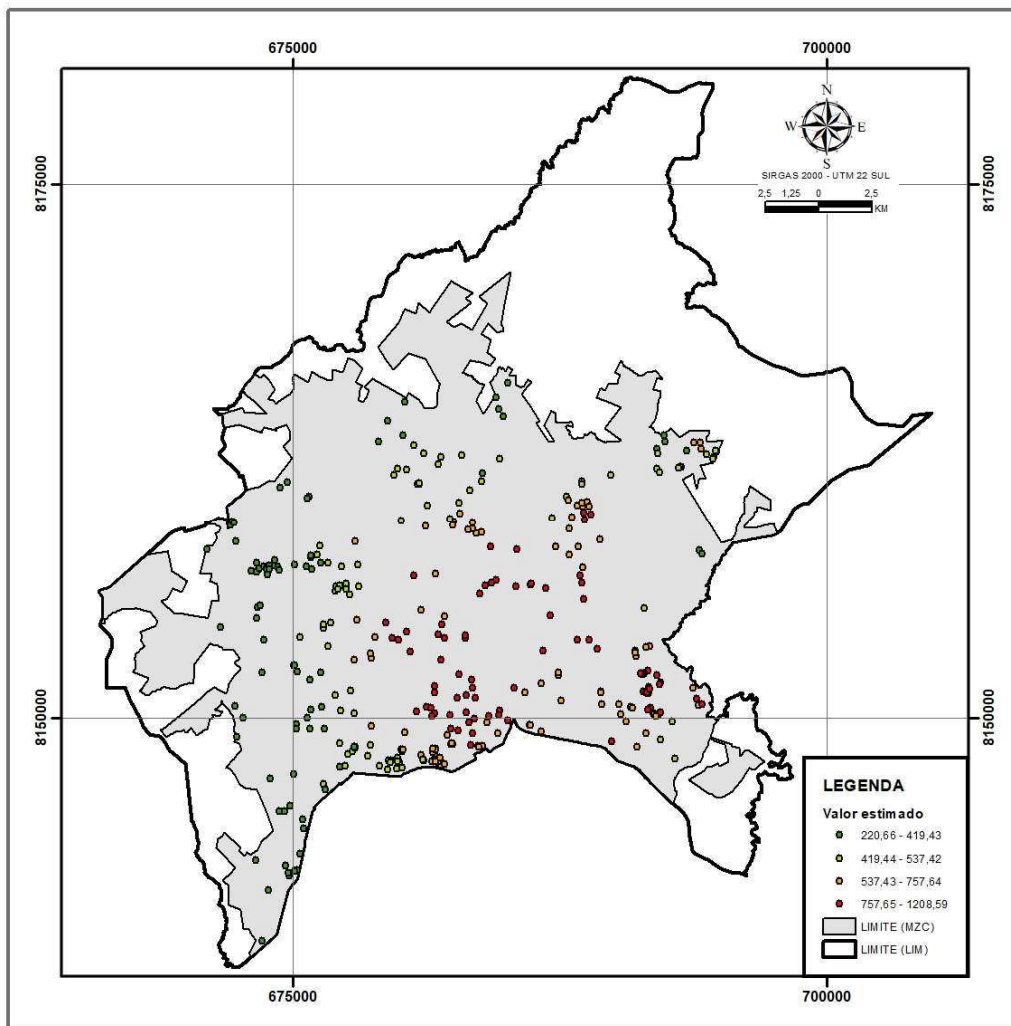 675000 700000
N
W E
S
SIRGAS 2000 - UTM 22 SUL
2,5 1,25 0 2,5
KM
8175000 8175000
8150000 8150000
LEGENDA
Valor estimado
220,66 - 419,43
419,44 - 537,42
537,43 - 757,64
757,65 - 1208,59
LIMITE (MZC)
LIMITE (LIM)
675000 700000